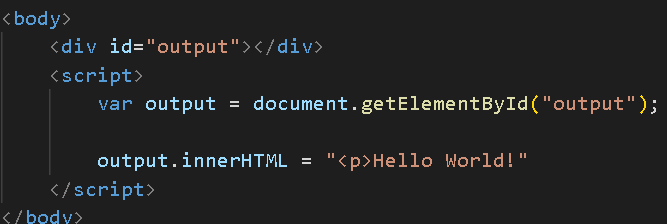 <body>
<div id="output"></div>
<script>
var output = document.getElementById("output");
output.innerHTML = "<p>Hello World!"
</script>
</body>